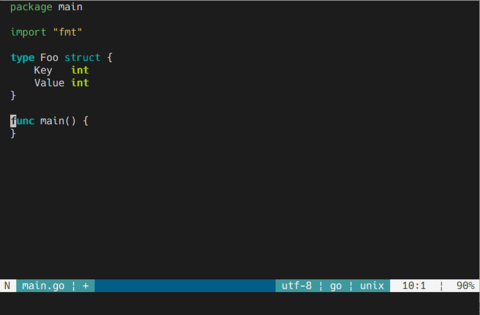 package main
import "fmt"
type Foo struct {
    Key   int
    Value int
}
func main() {
}
N main.go ¦ + utf-8 ¦ go ¦ unix 10:1 ¦ 90%